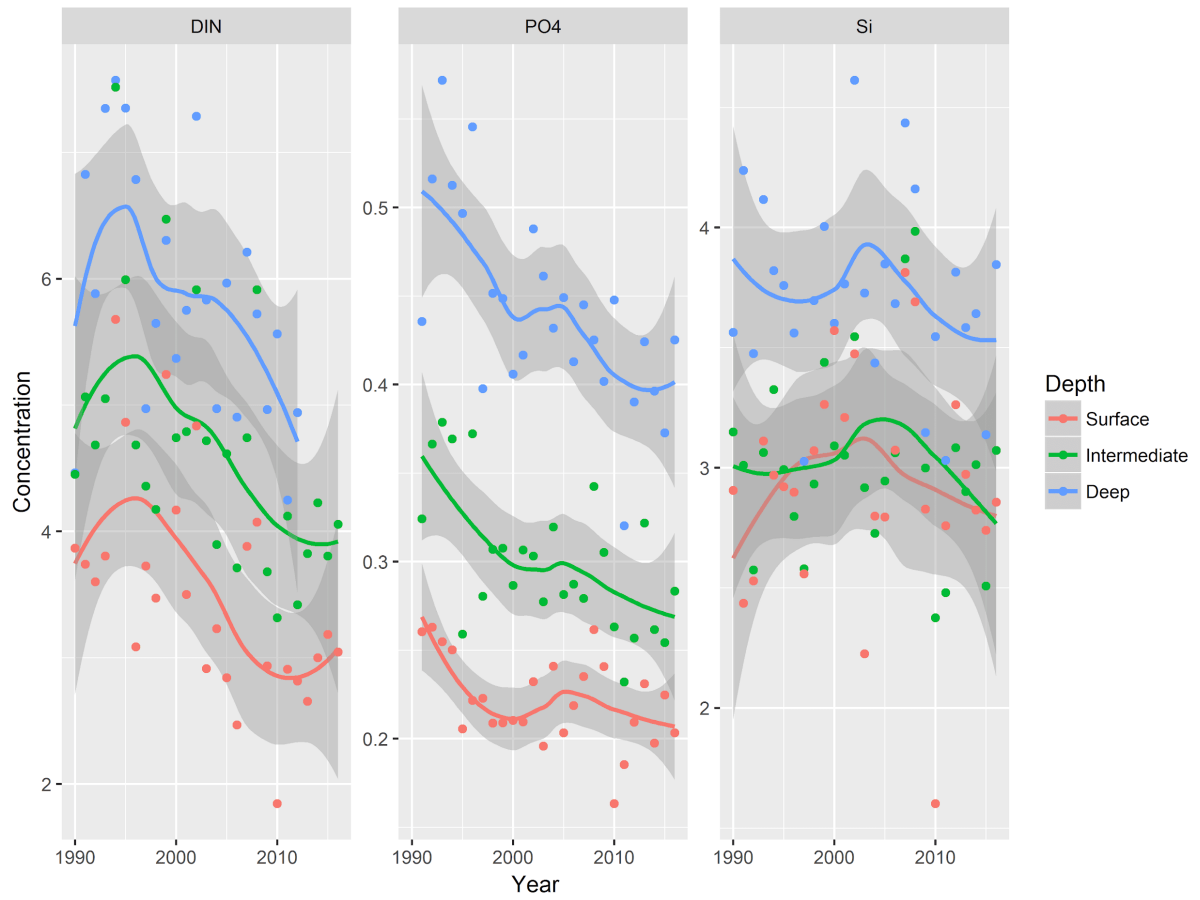 DIN PO4 Si
6
4
2
0.5
0.4
0.3
0.2
4
3
2
Concentration
1990 2000 2010 1990 2000 2010 1990 2000 2010
Year
Depth
Surface
Intermediate
Deep